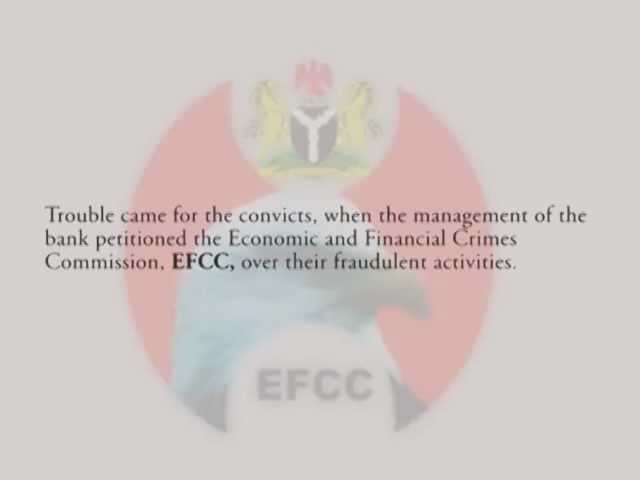 Trouble came for the convicts, when the management of the
bank petitioned the Economic and Financial Crimes
Commission, EFCC, over their fraudulent activities.
EFCC